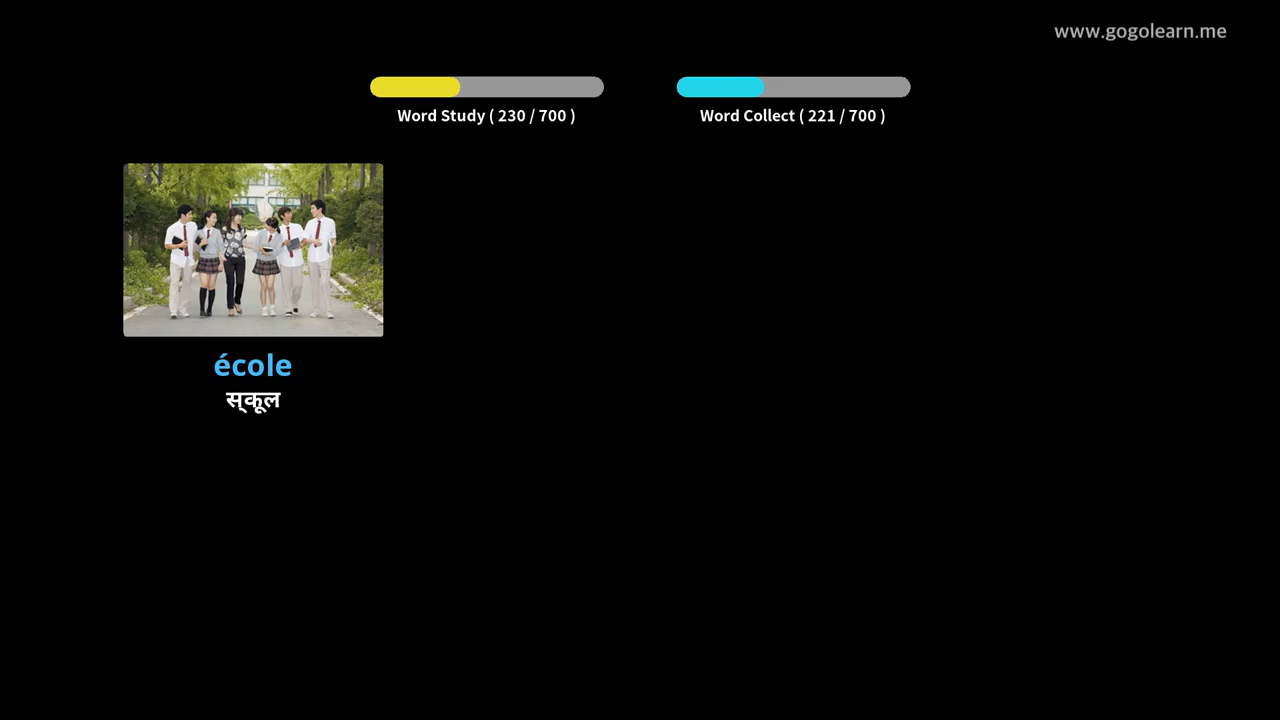 www.gogolearn.me
Word Study ( 230 / 700 )
Word Collect ( 221 / 700 )
école
स्कूल